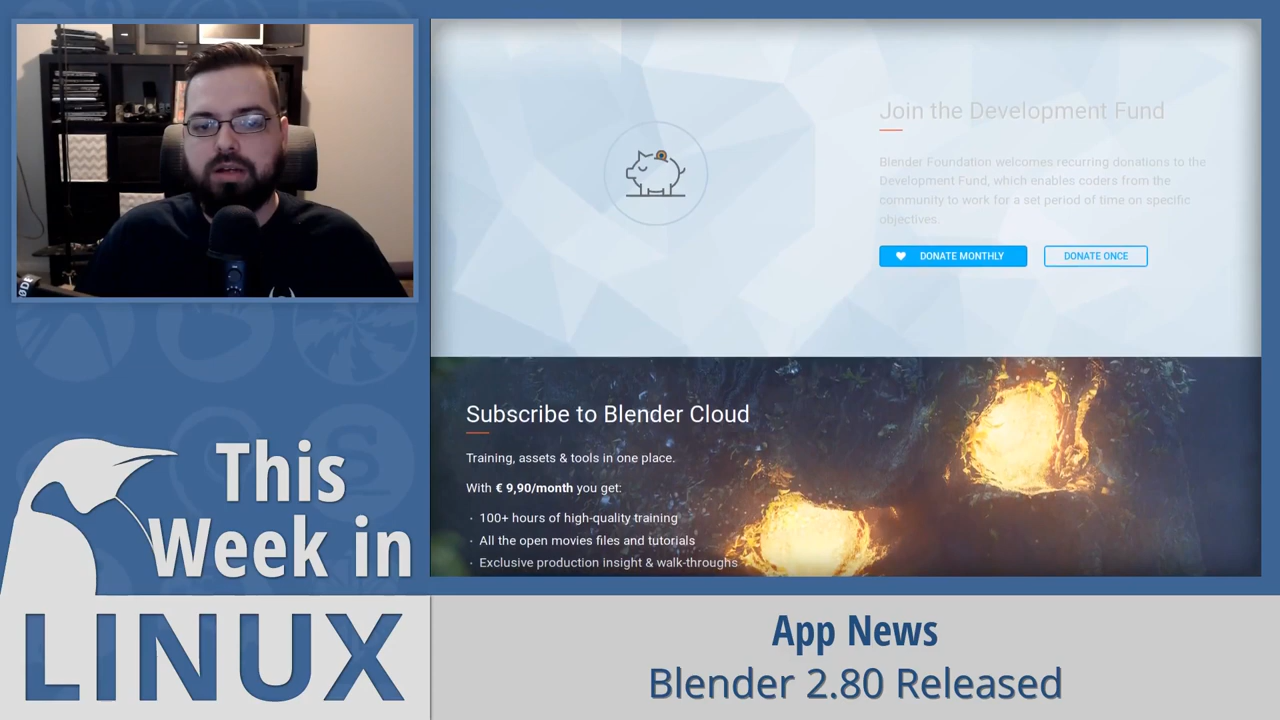 Join the Development Fund
Blender Foundation welcomes recurring donations to the
Development Fund, which enables coders from the
community to work for a set period of time on specific
objectives.
DONATE MONTHLY
DONATE ONCE
Subscribe to Blender Cloud
Training, assets & tools in one place.
With € 9,90/month you get:
· 100+ hours of high-quality training
· All the open movies files and tutorials
· Exclusive production insight & walk-throughs
This
Week in
LINUX
App News
Blender 2.80 Released